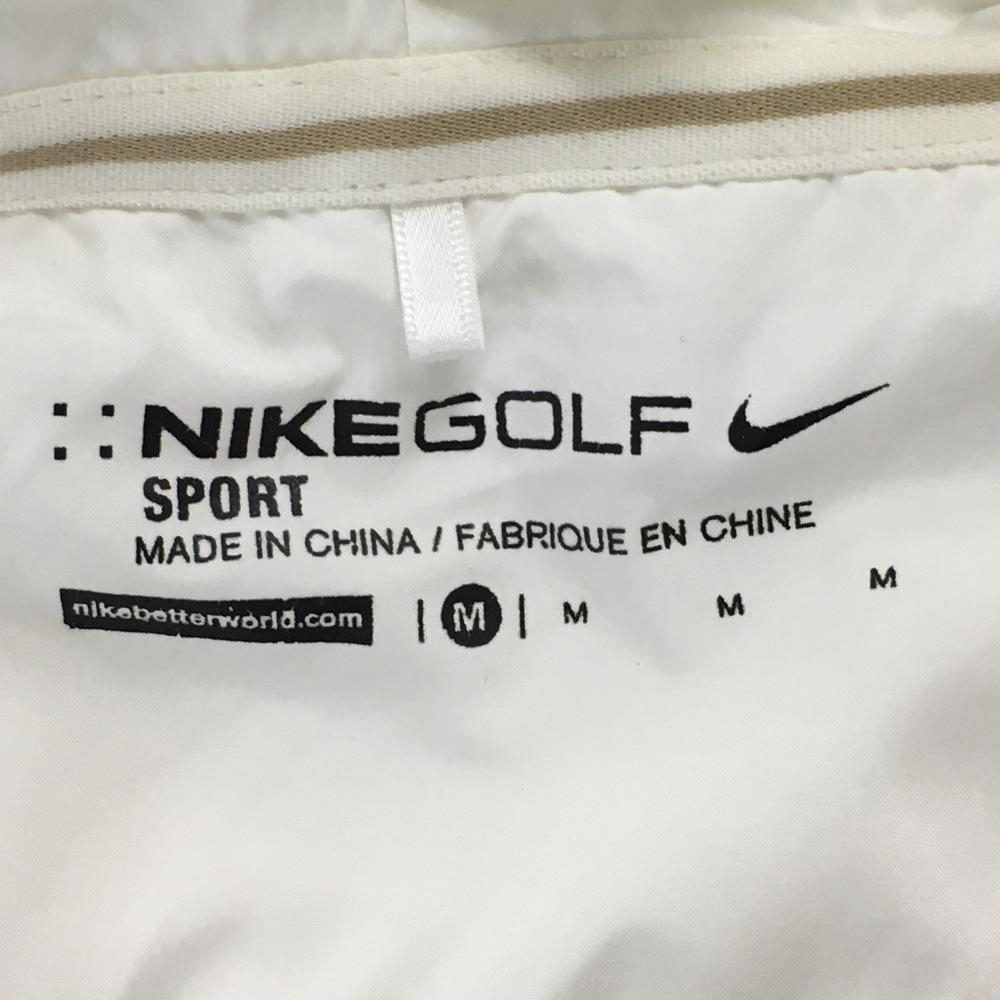 NIKEGOLF
SPORT
MADE IN CHINA / FABRIQUE EN CHINE
nikebetterworld.com | M | M M M